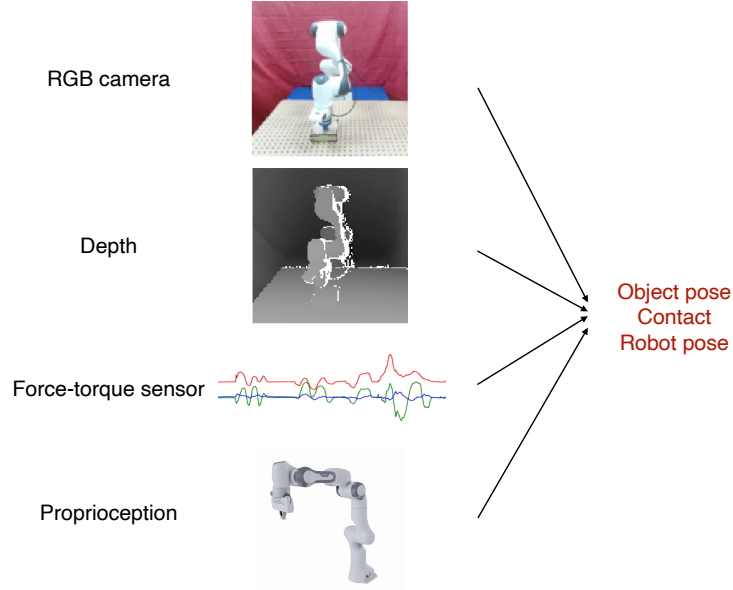 RGB camera
Depth
Force-torque sensor
Proprioception
Object pose
Contact
Robot pose